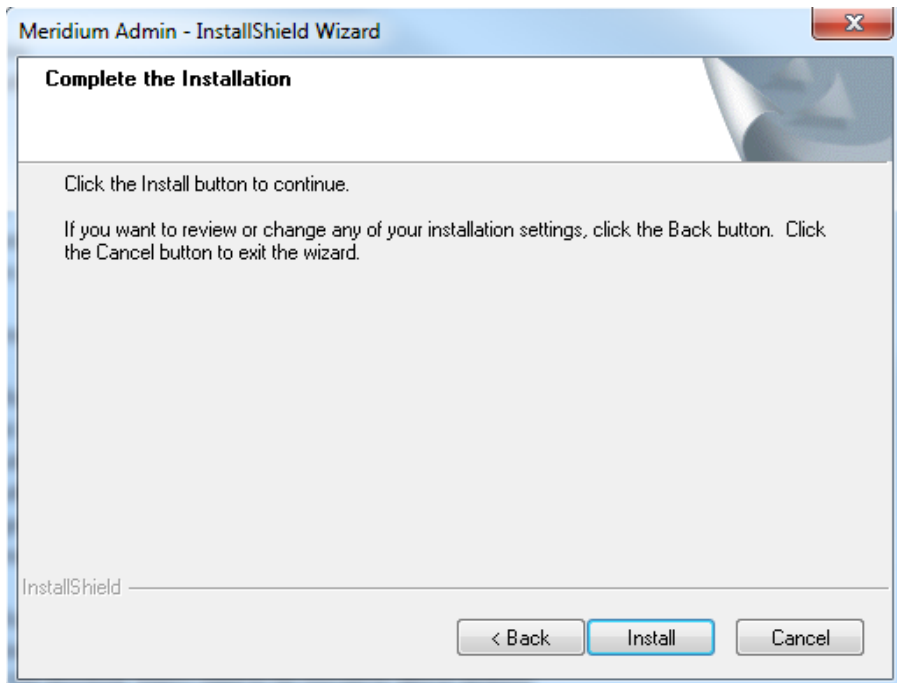 Meridium Admin - InstallShield Wizard
X
Complete the Installation
Click the Install button to continue.
If you want to review or change any of your installation settings, click the Back button.  Click
the Cancel button to exit the wizard.
InstallShield
< Back
Install
Cancel